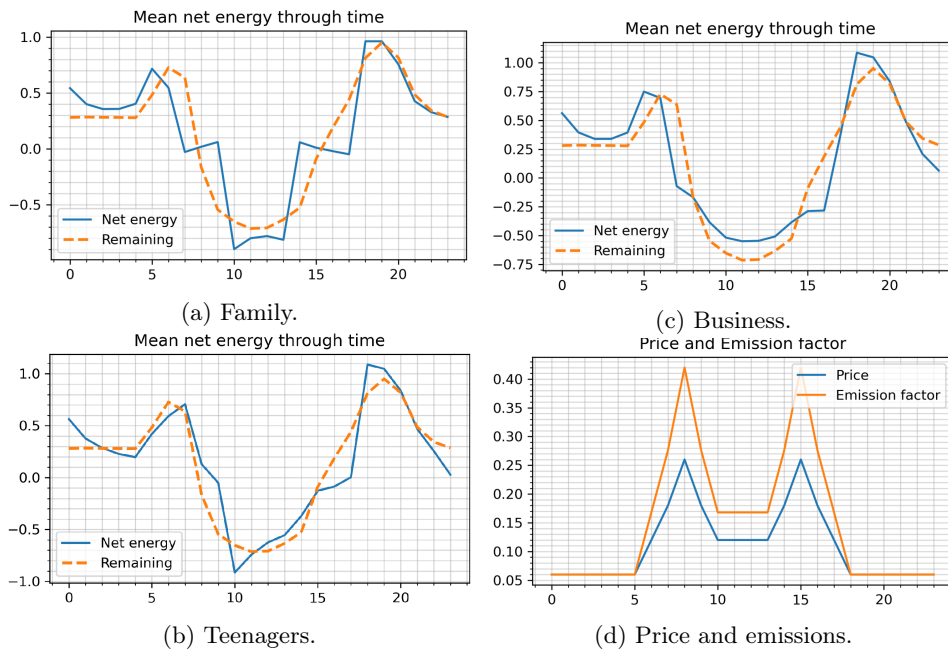 Mean net energy through time
1.0
0.5
0.0
−0.5
Net energy
Remaining
0 5 10 15 20
(a) Family.
Mean net energy through time
1.00
0.75
0.50
0.25
0.00
−0.25
−0.50
−0.75
Net energy
Remaining
0 5 10 15 20
(c) Business.
Mean net energy through time
1.0
0.5
0.0
−0.5
−1.0
Net energy
Remaining
0 5 10 15 20
(b) Teenagers.
Price and Emission factor
0.40
0.35
0.30
0.25
0.20
0.15
0.10
0.05
Price
Emission factor
0 5 10 15 20
(d) Price and emissions.